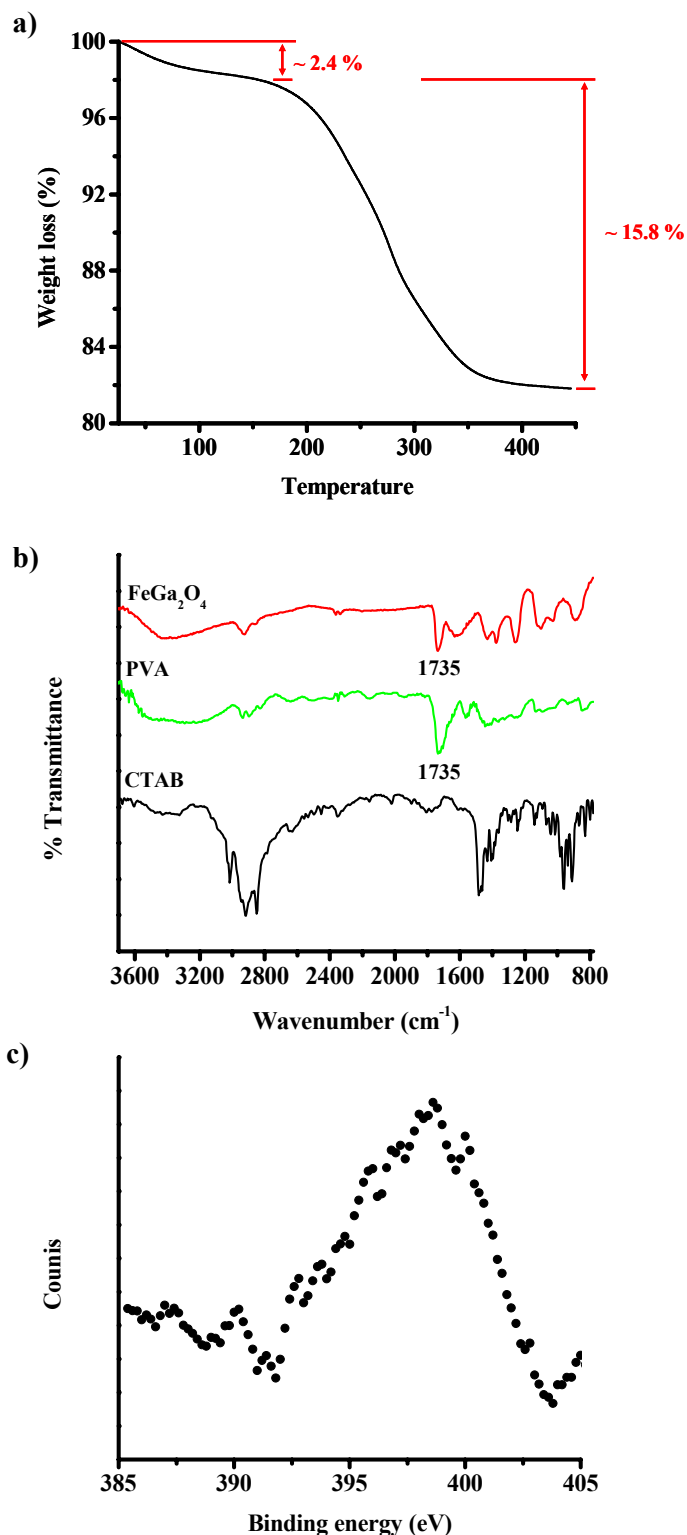 a)
100
~ 2.4 %
96
92
~ 15.8 %
88
84
80
Weight loss (%)
100 200 300 400
Temperature
b)
FeGa₂O₄
1735
PVA
1735
CTAB
% Transmittance
3600 3200 2800 2400 2000 1600 1200 800
Wavenumber (cm⁻¹)
c)
Counis
385 390 395 400 405
Binding energy (eV)